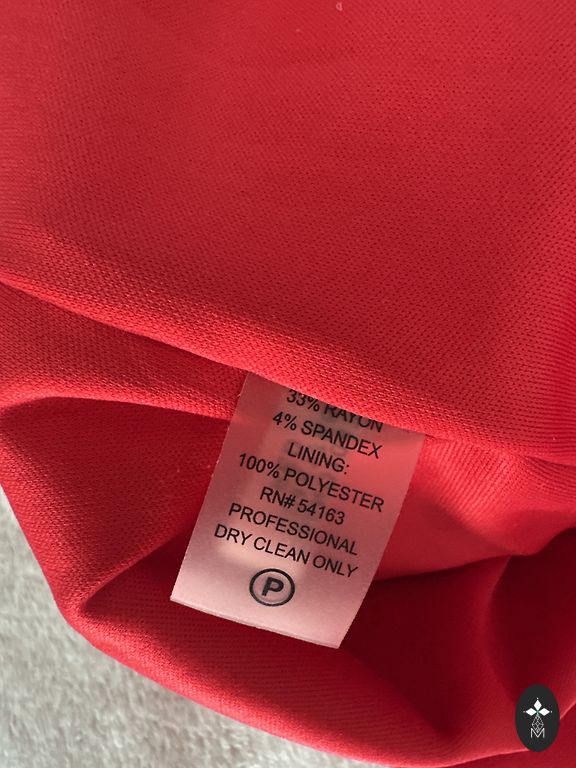 33% RAYON
4% SPANDEX
LINING:
100% POLYESTER
RN# 54163
PROFESSIONAL
DRY CLEAN ONLY
P
M